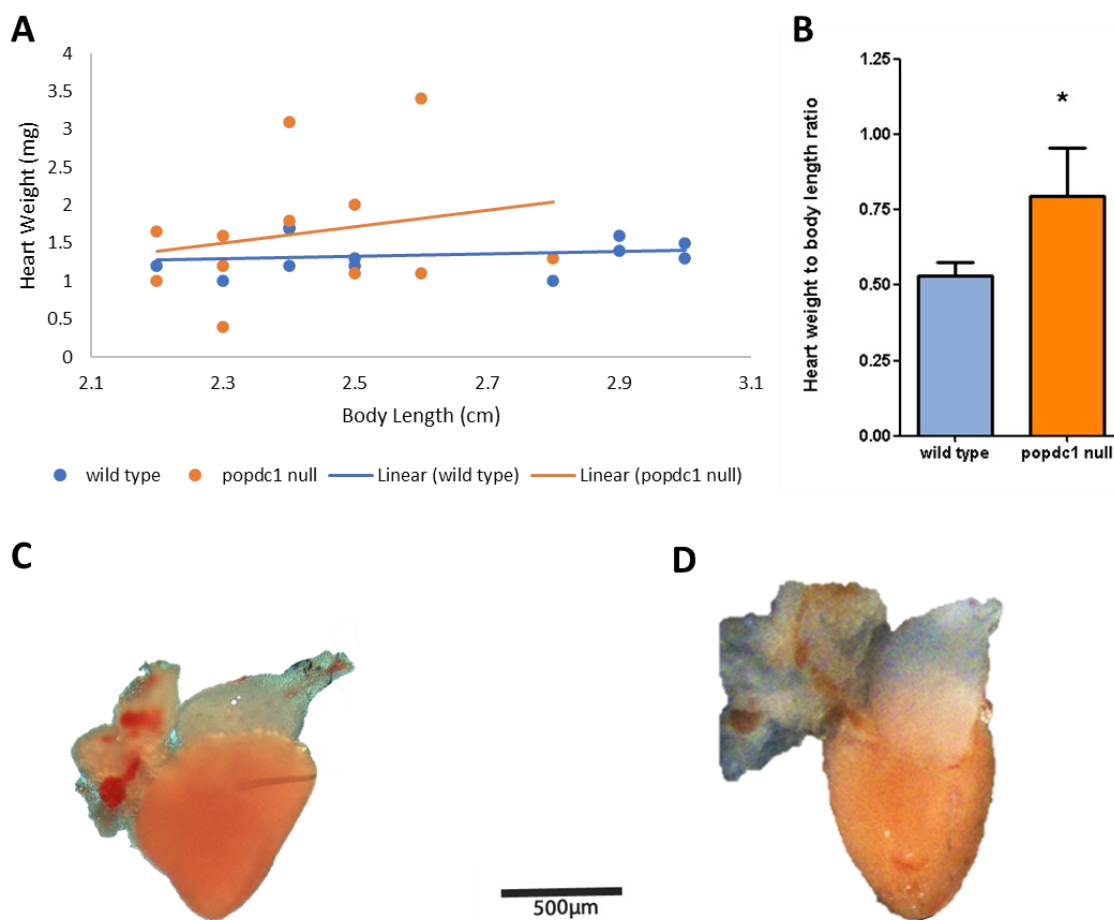 A
4
3.5
3
2.5
2
1.5
1
0.5
0
Heart Weight (mg)
2.1 2.3 2.5 2.7 2.9 3.1
Body Length (cm)
wild type popdc1 null Linear (wild type) Linear (popdc1 null)
B
1.25
1.00
0.75
0.50
0.25
0.00
Heart weight to body length ratio
*
wild type popdc1 null
C
D
500µm